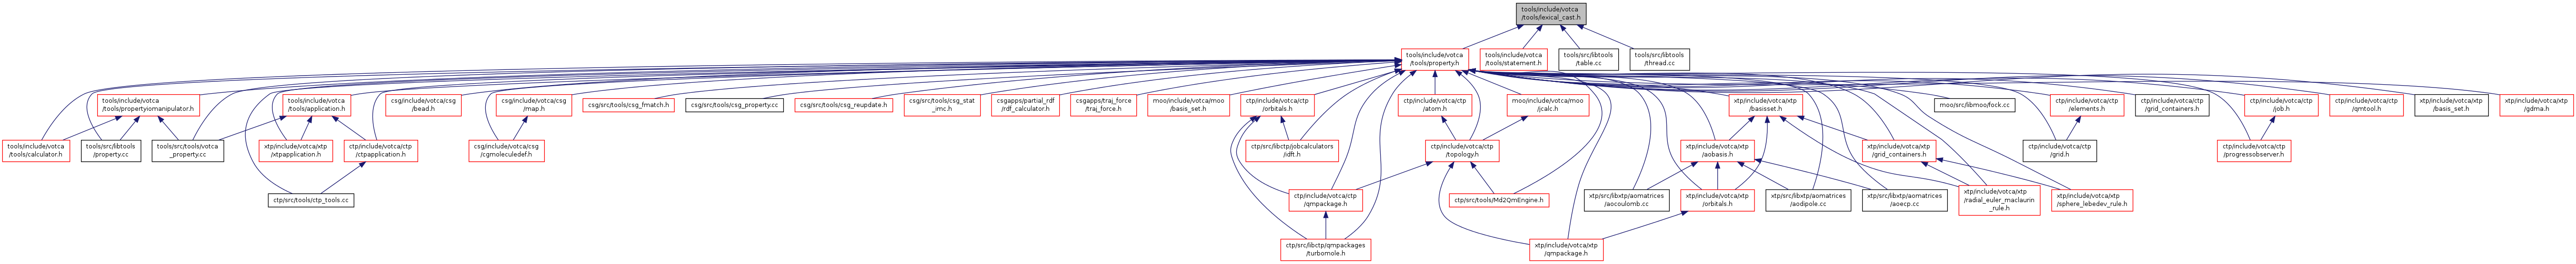 tools/include/votca
/tools/lexical_cast.h
tools/include/votca
/tools/property.h
tools/include/votca
/tools/statement.h
tools/src/libtools
/table.cc
tools/src/libtools
/thread.cc
tools/include/votca
/tools/propertyiomanipulator.h
tools/include/votca
/tools/application.h
csg/include/votca/csg
/bead.h
csg/include/votca/csg
/map.h
csg/src/tools/csg_fmatch.h
csg/src/tools/csg_property.cc
csg/src/tools/csg_reupdate.h
csg/src/tools/csg_stat
_imc.h
csgapps/partial_rdf
/rdf_calculator.h
csgapps/traj_force
/traj_force.h
moo/include/votca/moo
/basis_set.h
ctp/include/votca/ctp
/orbitals.h
ctp/include/votca/ctp
/atom.h
moo/include/votca/moo
/jcalc.h
xtp/include/votca/xtp
/basisset.h
moo/src/libmoo/fock.cc
ctp/include/votca/ctp
/elements.h
ctp/include/votca/ctp
/grid_containers.h
ctp/include/votca/ctp
/job.h
ctp/include/votca/ctp
/qmtool.h
xtp/include/votca/xtp
/basis_set.h
xtp/include/votca/xtp
/gdma.h
tools/include/votca
/tools/calculator.h
tools/src/libtools
/property.cc
tools/src/tools/votca
_property.cc
xtp/include/votca/xtp
/xtpapplication.h
ctp/include/votca/ctp
/ctpapplication.h
csg/include/votca/csg
/cgmoleculedef.h
ctp/src/libctp/jobcalculators
/idft.h
ctp/include/votca/ctp
/topology.h
xtp/include/votca/xtp
/aobasis.h
xtp/include/votca/xtp
/grid_containers.h
ctp/include/votca/ctp
/grid.h
ctp/include/votca/ctp
/progressobserver.h
ctp/src/tools/ctp_tools.cc
ctp/include/votca/ctp
/qmpackage.h
ctp/src/tools/Md2QmEngine.h
xtp/src/libxtp/aomatrices
/aocoulomb.cc
xtp/include/votca/xtp
/orbitals.h
xtp/src/libxtp/aomatrices
/aodipole.cc
xtp/src/libxtp/aomatrices
/aoecp.cc
xtp/include/votca/xtp
/radial_euler_maclaurin
_rule.h
xtp/include/votca/xtp
/sphere_lebedev_rule.h
ctp/src/libctp/qmpackages
/turbomole.h
xtp/include/votca/xtp
/qmpackage.h